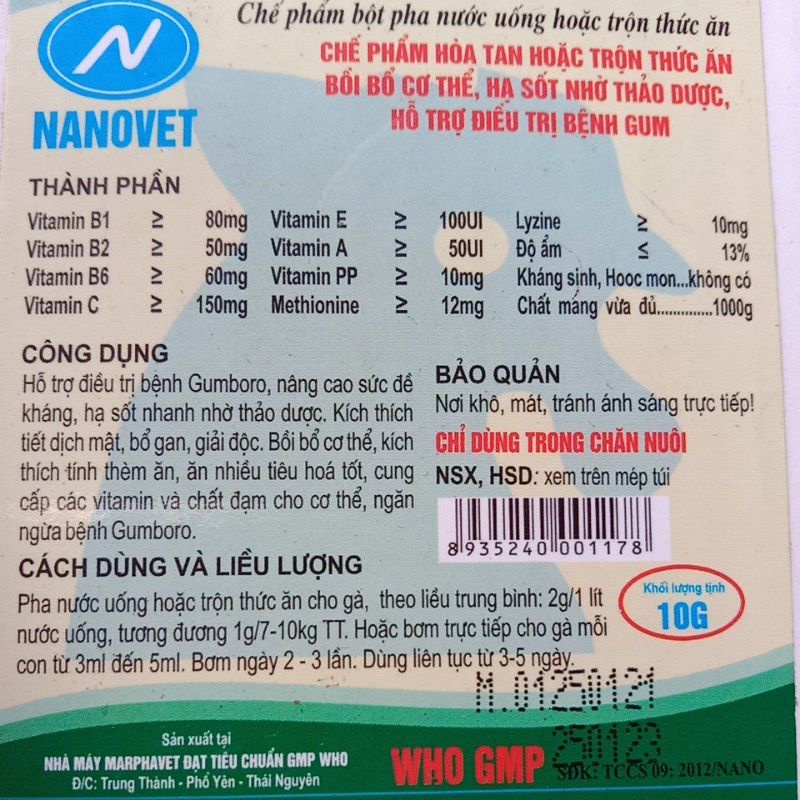 Chế phẩm bột pha nước uống hoặc trộn thức ăn
N
NANOVET
CHẾ PHẨM HÒA TAN HOẶC TRỘN THỨC ĂN
BỒI BỔ CƠ THỂ, HẠ SỐT NHỜ THẢO DƯỢC,
HỖ TRỢ ĐIỀU TRỊ BỆNH GUM
THÀNH PHẦN
Vitamin B1 ≥ 80mg Vitamin E ≥ 100UI Lyzine ≥ 10mg
Vitamin B2 ≥ 50mg Vitamin A ≥ 50UI Độ ẩm ≤ 13%
Vitamin B6 ≥ 60mg Vitamin PP ≥ 10mg Kháng sinh, Hooc mon...không có
Vitamin C ≥ 150mg Methionine ≥ 12mg Chất mang vừa đủ..............1000g
CÔNG DỤNG
Hỗ trợ điều trị bệnh Gumboro, nâng cao sức đề
kháng, hạ sốt nhanh nhờ thảo dược. Kích thích
tiết dịch mật, bổ gan, giải độc. Bồi bổ cơ thể, kích
thích tính thèm ăn, ăn nhiều tiêu hoá tốt, cung
cấp các vitamin và chất đạm cho cơ thể, ngăn
ngừa bệnh Gumboro.
BẢO QUẢN
Nơi khô, mát, tránh ánh sáng trực tiếp!
CHỈ DÙNG TRONG CHĂN NUÔI
NSX, HSD: xem trên mép túi
8 935240 001178
CÁCH DÙNG VÀ LIỀU LƯỢNG
Pha nước uống hoặc trộn thức ăn cho gà, theo liều trung bình: 2g/1 lít
nước uống, tương đương 1g/7-10kg TT. Hoặc bơm trực tiếp cho gà mỗi
con từ 3ml đến 5ml. Bơm ngày 2 - 3 lần. Dùng liên tục từ 3-5 ngày.
Khối lượng tịnh
10G
M.01250121
250123
Sản xuất tại
NHÀ MÁY MARPHAVET ĐẠT TIÊU CHUẨN GMP WHO
Đ/C: Trung Thành - Phổ Yên - Thái Nguyên
WHO GMP
SĐK: TCCS 09: 2012/NANO